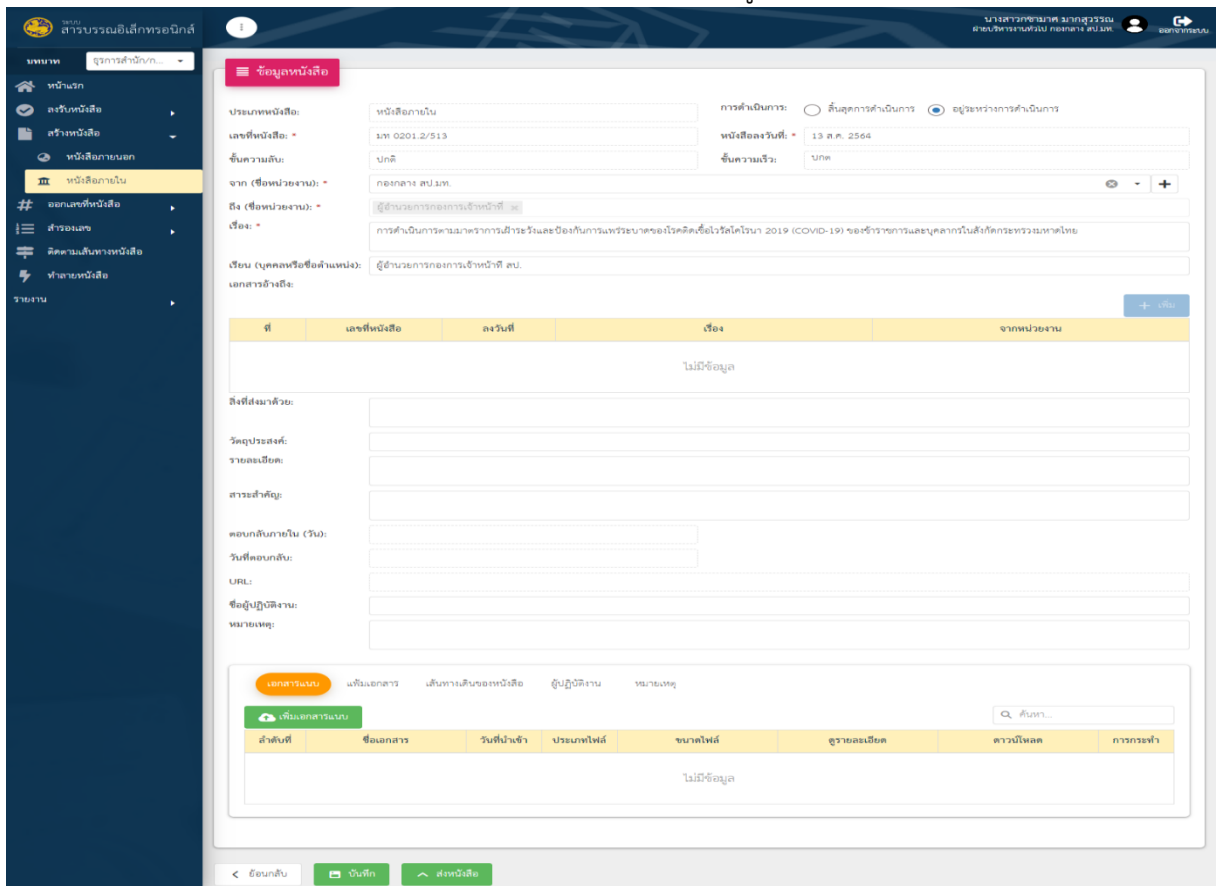 ระบบ
สารบรรณอิเล็กทรอนิกส์
นางสาวกชามาศ มากสุวรรณ
ฝ่ายบริหารงานทั่วไป กองกลาง สป.มท.
ออกจากระบบ
บทบาท ธุรการสำนัก/ก...
หน้าแรก
ลงรับหนังสือ
สร้างหนังสือ
หนังสือภายนอก
หนังสือภายใน
ออกเลขที่หนังสือ
สำรองเลข
ติดตามเส้นทางหนังสือ
ทำลายหนังสือ
รายงาน
ข้อมูลหนังสือ
ประเภทหนังสือ: หนังสือภายใน การดำเนินการ: สิ้นสุดการดำเนินการ อยู่ระหว่างการดำเนินการ
เลขที่หนังสือ: * มท 0201.2/513 หนังสือลงวันที่: * 13 ส.ค. 2564
ชั้นความลับ: ปกติ ชั้นความเร็ว: ปกติ
จาก (ชื่อหน่วยงาน): * กองกลาง สป.มท.
ถึง (ชื่อหน่วยงาน): * ผู้อำนวยการกองการเจ้าหน้าที่
เรื่อง: * การดำเนินการตามมาตราการเฝ้าระวังและป้องกันการแพร่ระบาดของโรคติดเชื้อไวรัสโคโรนา 2019 (COVID-19) ของข้าราชการและบุคลากรในสังกัดกระทรวงมหาดไทย
เรียน (บุคคลหรือชื่อตำแหน่ง): ผู้อำนวยการกองการเจ้าหน้าที่ สป.
เอกสารอ้างถึง:
+ เพิ่ม
ที่ เลขที่หนังสือ ลงวันที่ เรื่อง จากหน่วยงาน
ไม่มีข้อมูล
สิ่งที่ส่งมาด้วย:
วัตถุประสงค์:
รายละเอียด:
สาระสำคัญ:
ตอบกลับภายใน (วัน):
วันที่ตอบกลับ:
URL:
ชื่อผู้ปฏิบัติงาน:
หมายเหตุ:
เอกสารแนบ แฟ้มเอกสาร เส้นทางเดินของหนังสือ ผู้ปฏิบัติงาน หมายเหตุ
เพิ่มเอกสารแนบ ค้นหา...
ลำดับที่ ชื่อเอกสาร วันที่นำเข้า ประเภทไฟล์ ขนาดไฟล์ ดูรายละเอียด ดาวน์โหลด การกระทำ
ไม่มีข้อมูล
ย้อนกลับ บันทึก ส่งหนังสือ